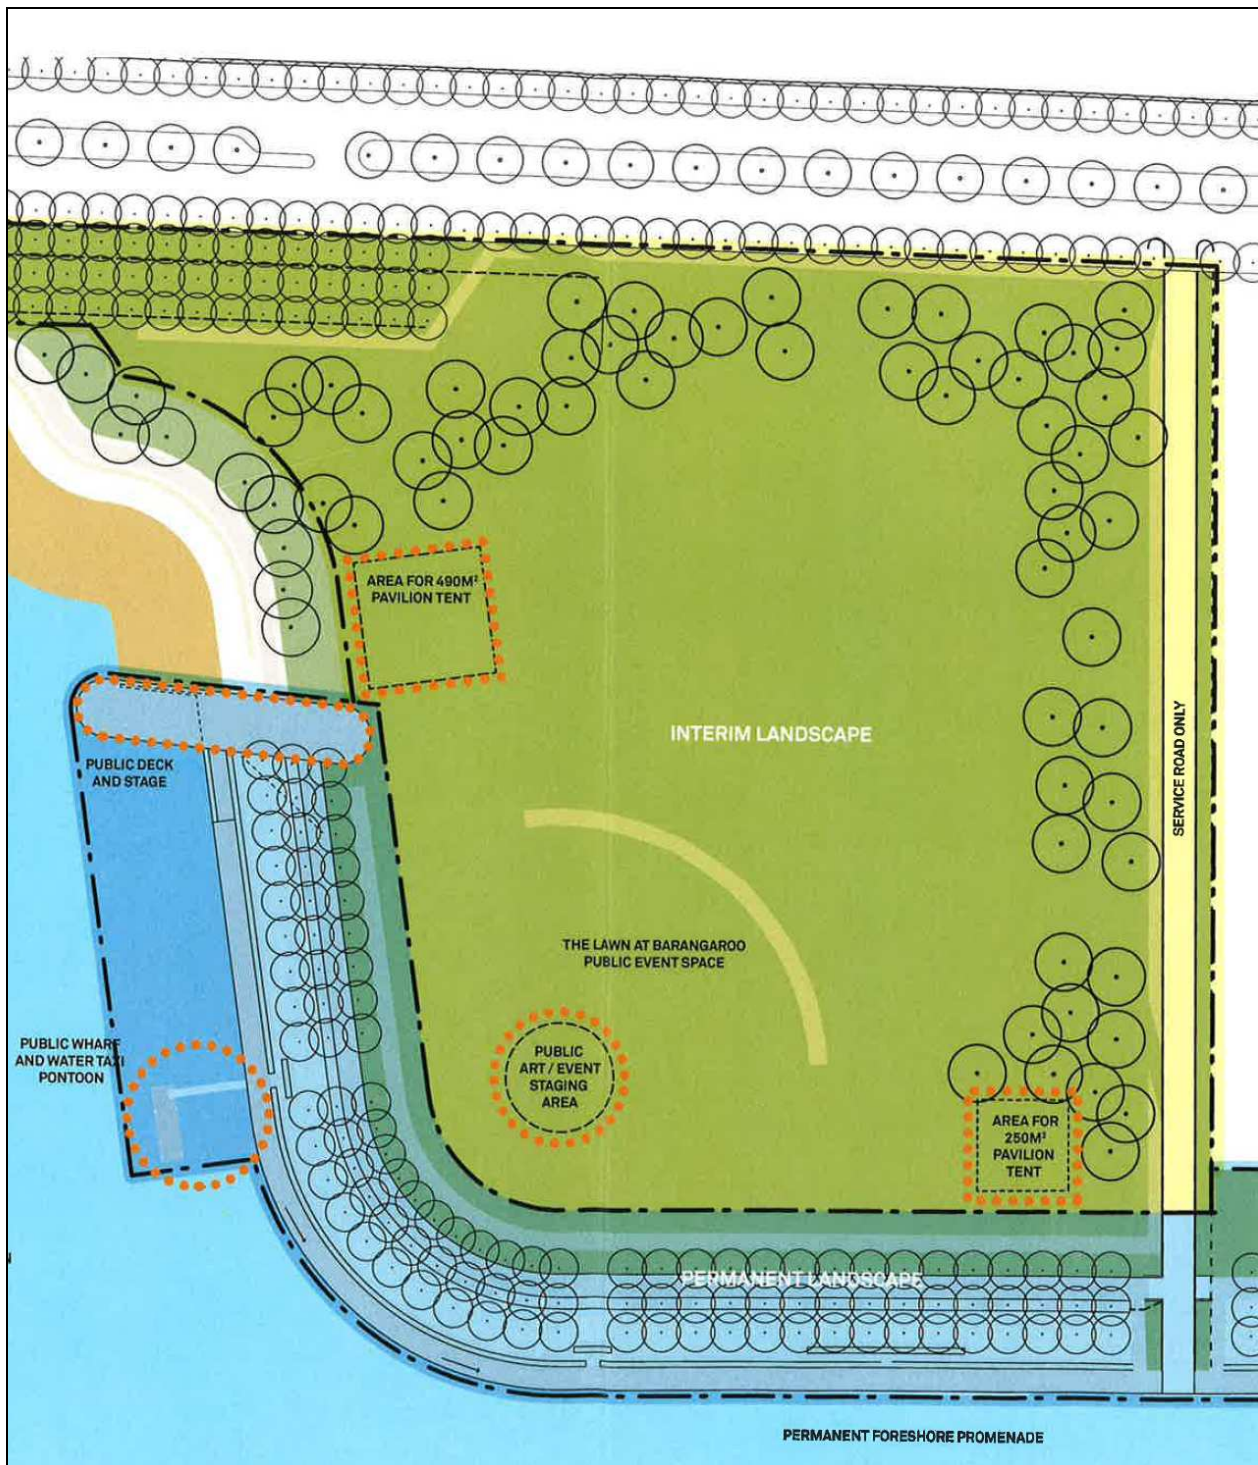 AREA FOR 490M²
PAVILION TENT
INTERIM LANDSCAPE
SERVICE ROAD ONLY
PUBLIC DECK
AND STAGE
THE LAWN AT BARANGAROO
PUBLIC EVENT SPACE
PUBLIC WHARF
AND WATER TAXI
PONTOON
PUBLIC
ART / EVENT
STAGING
AREA
AREA FOR
250M²
PAVILION
TENT
PERMANENT LANDSCAPE
PERMANENT FORESHORE PROMENADE